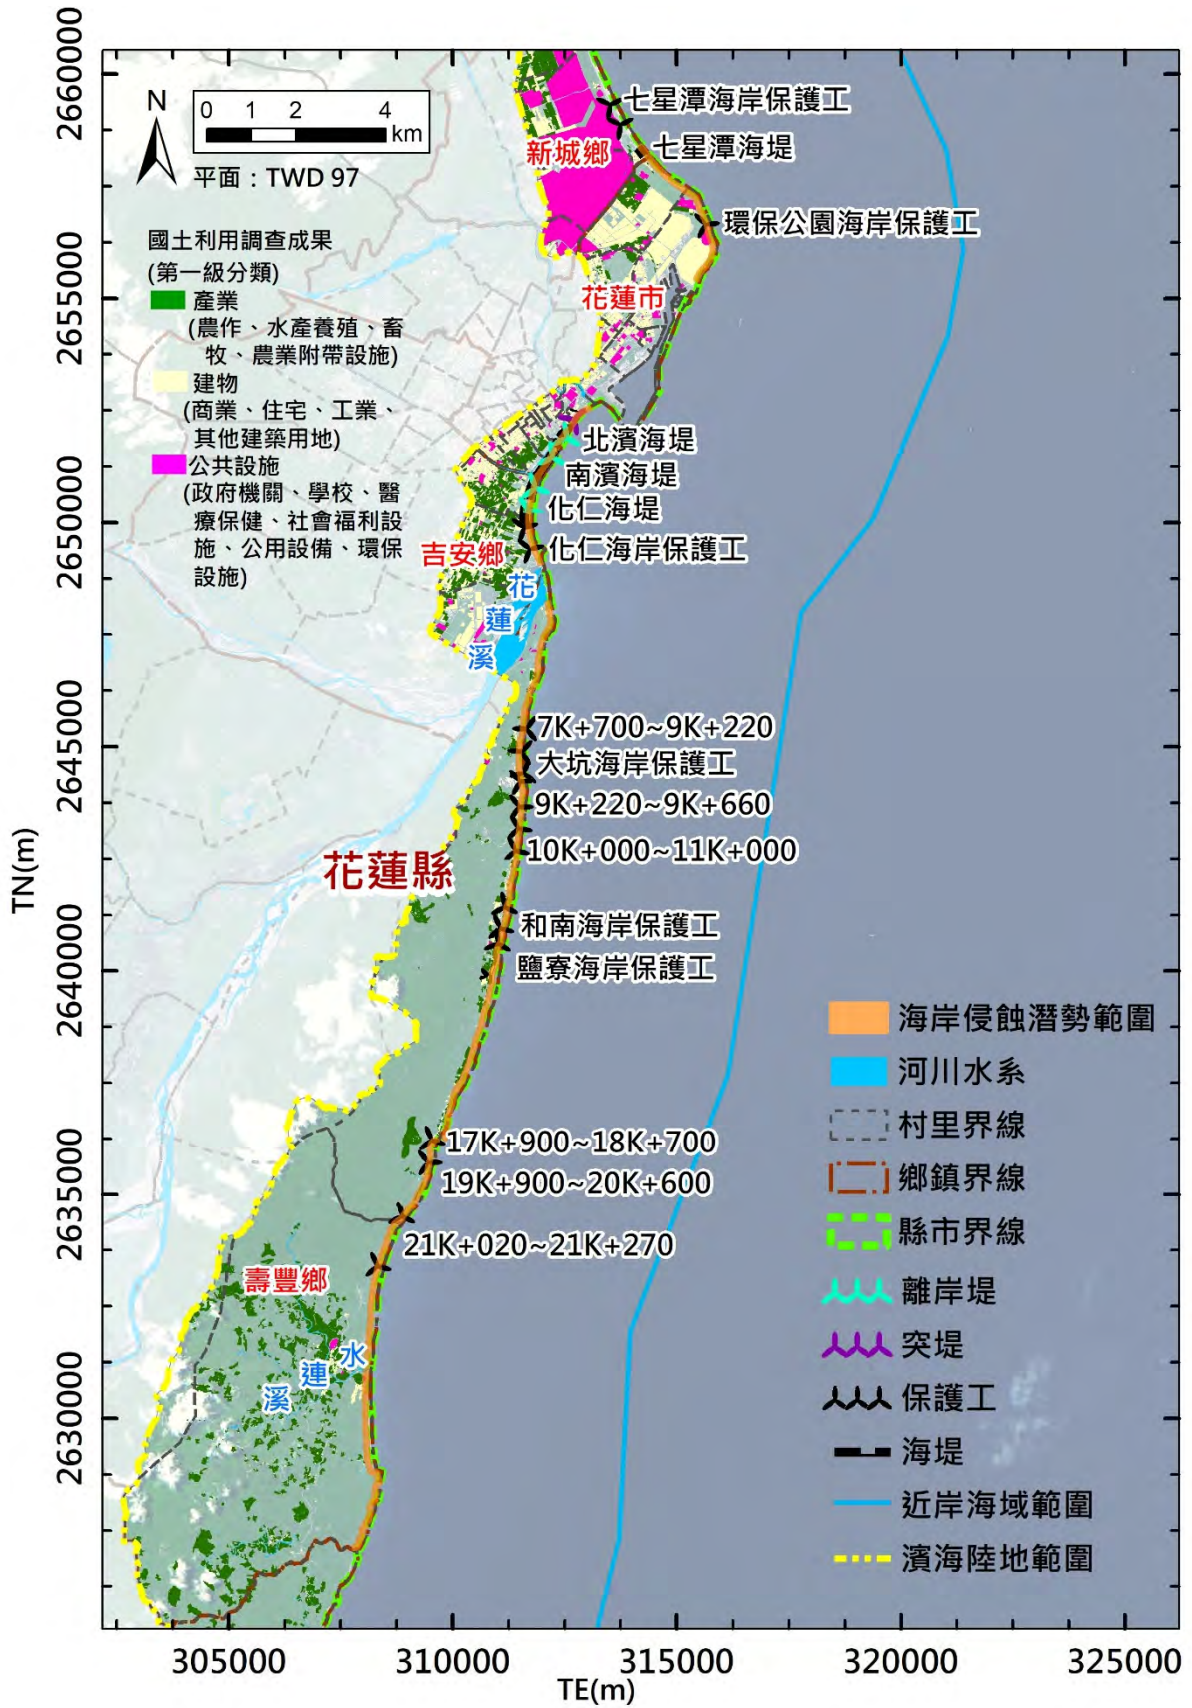 N
0 1 2 4
km
平面：TWD 97
國土利用調查成果
(第一級分類)
產業
(農作、水產養殖、畜
牧、農業附帶設施)
建物
(商業、住宅、工業、
其他建築用地)
公共設施
(政府機關、學校、醫
療保健、社會福利設
施、公用設備、環保
設施)
七星潭海岸保護工
新城鄉
七星潭海堤
環保公園海岸保護工
花蓮市
北濱海堤
南濱海堤
化仁海堤
化仁海岸保護工
吉安鄉
花
蓮
溪
7K+700~9K+220
大坑海岸保護工
9K+220~9K+660
10K+000~11K+000
花蓮縣
和南海岸保護工
鹽寮海岸保護工
17K+900~18K+700
19K+900~20K+600
21K+020~21K+270
壽豐鄉
水
連
溪
海岸侵蝕潛勢範圍
河川水系
村里界線
鄉鎮界線
縣市界線
離岸堤
突堤
保護工
海堤
近岸海域範圍
濱海陸地範圍
2660000
2655000
2650000
2645000
2640000
2635000
2630000
TN(m)
305000 310000 315000 320000 325000
TE(m)